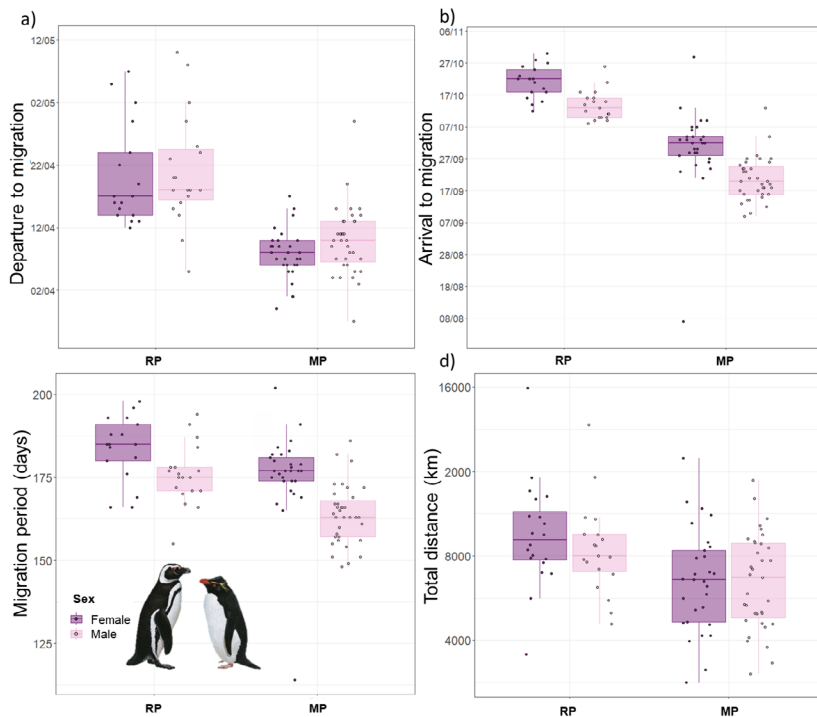 a)
Departure to migration
12/05
02/05
22/04
12/04
02/04
RP MP
b)
Arrival to migration
06/11
27/10
17/10
07/10
27/09
17/09
07/09
28/08
18/08
08/08
RP MP
Migration period (days)
200
175
150
125
Sex
Female
Male
RP MP
d)
Total distance (km)
16000
2000
8000
4000
RP MP